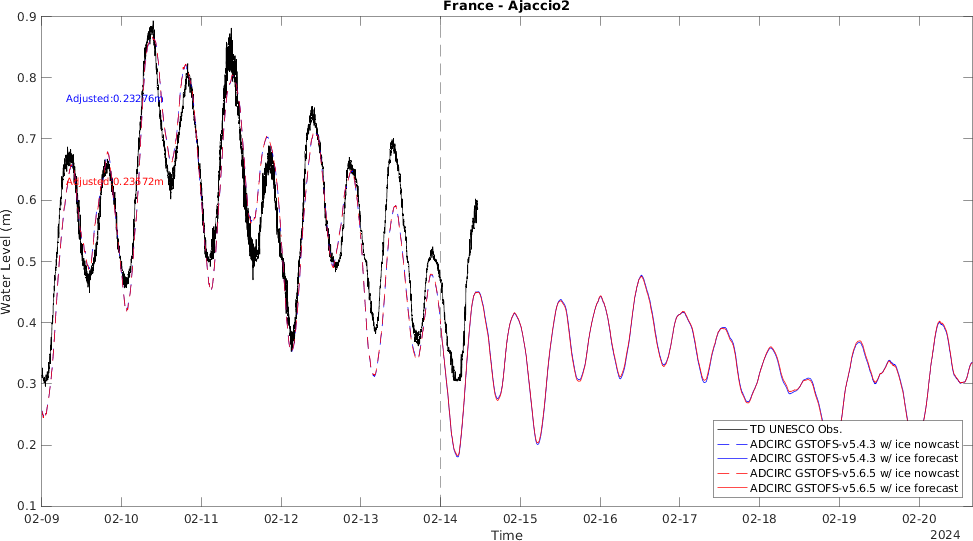 France - Ajaccio2
0.9
0.8
0.7
0.6
0.5
0.4
0.3
0.2
0.1
Water Level (m)
Adjusted:0.23276m
Adjusted:0.23672m
TD UNESCO Obs.
ADCIRC GSTOFS-v5.4.3 w/ ice nowcast
ADCIRC GSTOFS-v5.4.3 w/ ice forecast
ADCIRC GSTOFS-v5.6.5 w/ ice nowcast
ADCIRC GSTOFS-v5.6.5 w/ ice forecast
02-09 02-10 02-11 02-12 02-13 02-14 02-15 02-16 02-17 02-18 02-19 02-20
Time
2024